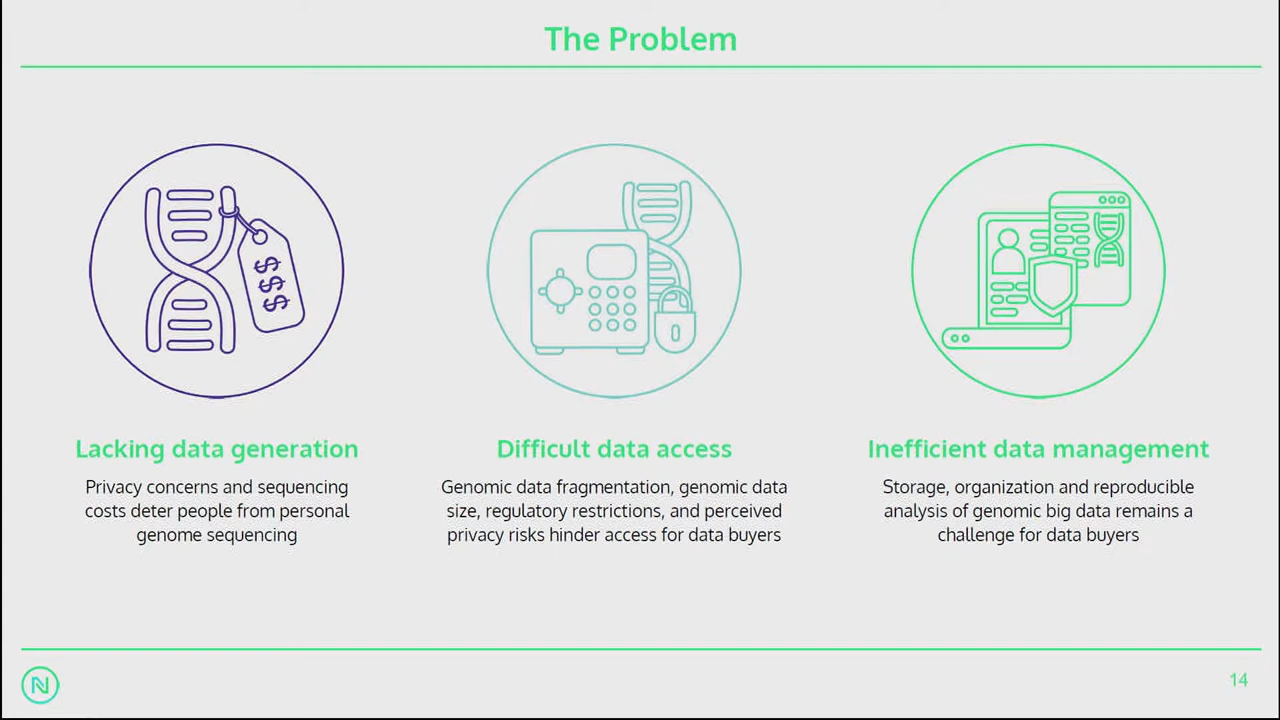 The Problem
$$$
Lacking data generation
Privacy concerns and sequencing
costs deter people from personal
genome sequencing
Difficult data access
Genomic data fragmentation, genomic data
size, regulatory restrictions, and perceived
privacy risks hinder access for data buyers
Inefficient data management
Storage, organization and reproducible
analysis of genomic big data remains a
challenge for data buyers
N
14